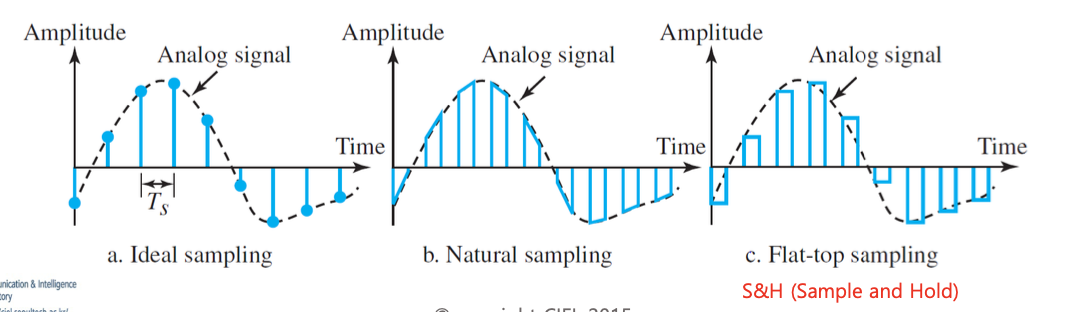 Amplitude
Analog signal
Time
Ts
a. Ideal sampling
Amplitude
Analog signal
Time
b. Natural sampling
Amplitude
Analog signal
Time
c. Flat-top sampling
S&H (Sample and Hold)
& Intelligence